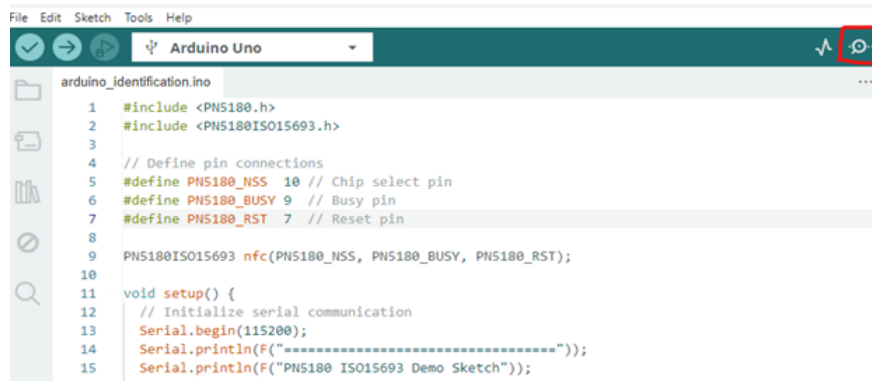 File Edit Sketch Tools Help
Arduino Uno
arduino_identification.ino
...
1 #include <PN5180.h>
2 #include <PN5180ISO15693.h>
3
4 // Define pin connections
5 #define PN5180_NSS  10 // Chip select pin
6 #define PN5180_BUSY 9  // Busy pin
7 #define PN5180_RST  7  // Reset pin
8
9 PN5180ISO15693 nfc(PN5180_NSS, PN5180_BUSY, PN5180_RST);
10
11 void setup() {
12   // Initialize serial communication
13   Serial.begin(115200);
14   Serial.println(F("=================================="));
15   Serial.println(F("PN5180 ISO15693 Demo Sketch"));